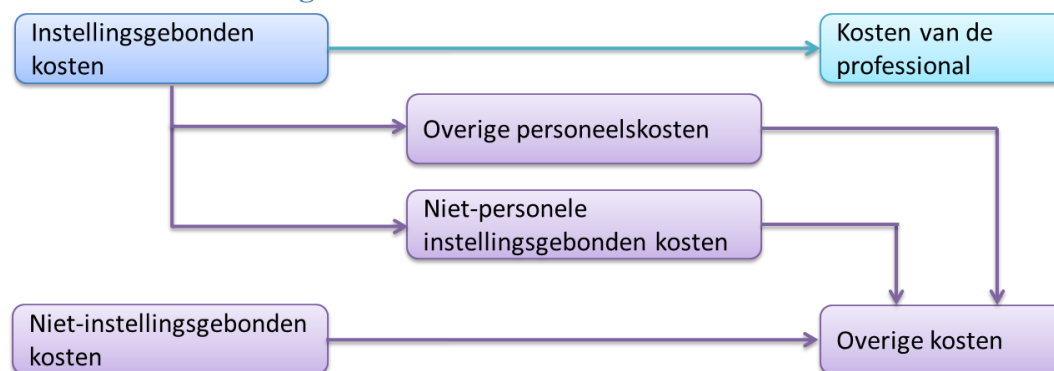 Instellingsgebonden
kosten
Kosten van de
professional
Overige personeelskosten
Niet-personele
instellingsgebonden kosten
Niet-instellingsgebonden
kosten
Overige kosten